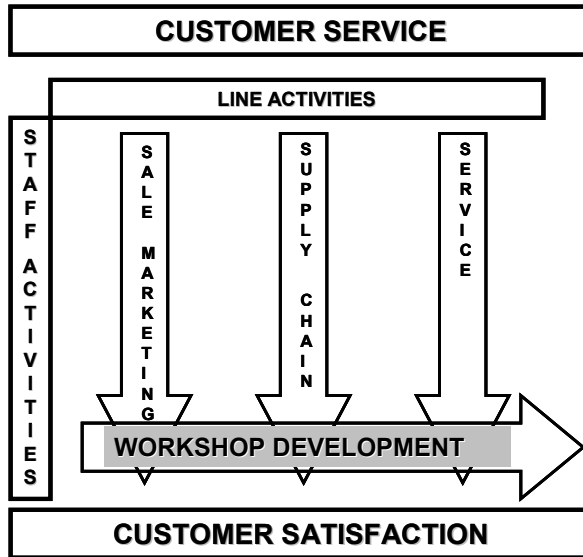 CUSTOMER SERVICE
LINE ACTIVITIES
STAFF ACTIVITIES
SALE MARKETING
SUPPLY CHAIN
SERVICE
WORKSHOP DEVELOPMENT
CUSTOMER SATISFACTION